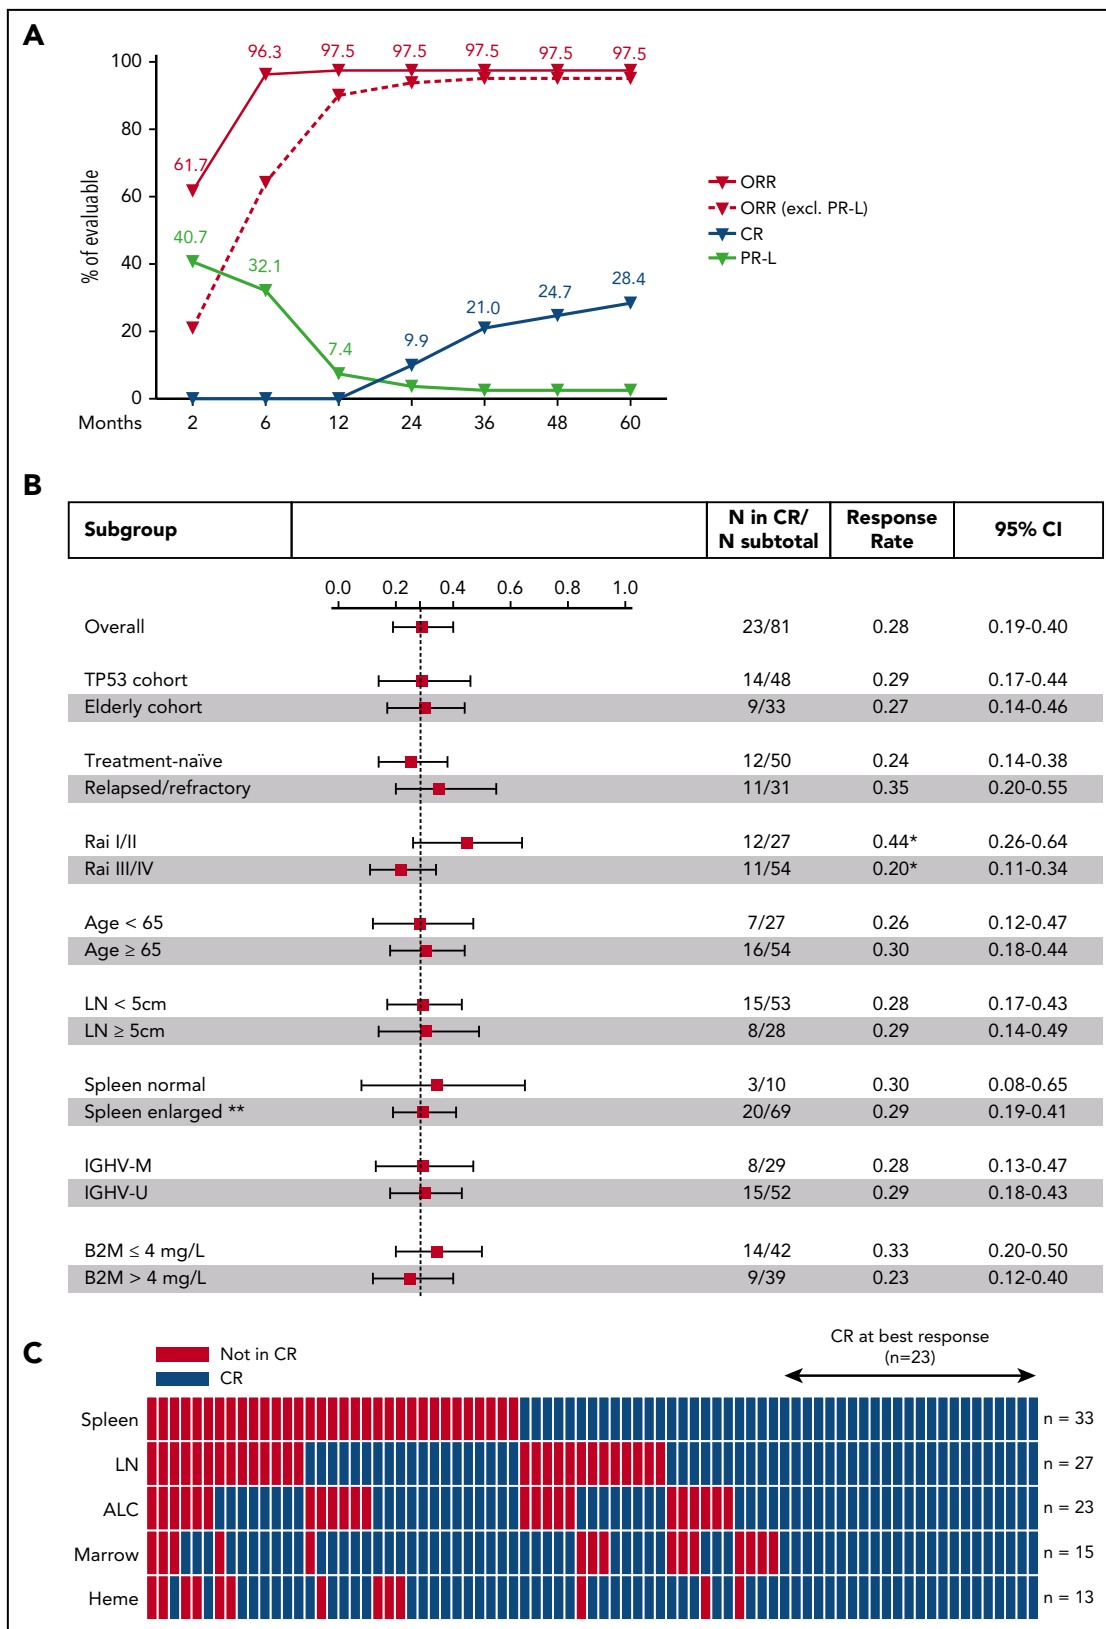 A
96.3 97.5 97.5 97.5 97.5 97.5
100
80
61.7
60
40.7
40
32.1
28.4
24.7
21.0
20
9.9
7.4
0
% of evaluable
Months 2 6 12 24 36 48 60
ORR
ORR (excl. PR-L)
CR
PR-L
B
Subgroup N in CR/ N subtotal Response Rate 95% CI
0.0 0.2 0.4 0.6 0.8 1.0
Overall 23/81 0.28 0.19-0.40
TP53 cohort 14/48 0.29 0.17-0.44
Elderly cohort 9/33 0.27 0.14-0.46
Treatment-naïve 12/50 0.24 0.14-0.38
Relapsed/refractory 11/31 0.35 0.20-0.55
Rai I/II 12/27 0.44* 0.26-0.64
Rai III/IV 11/54 0.20* 0.11-0.34
Age < 65 7/27 0.26 0.12-0.47
Age ≥ 65 16/54 0.30 0.18-0.44
LN < 5cm 15/53 0.28 0.17-0.43
LN ≥ 5cm 8/28 0.29 0.14-0.49
Spleen normal 3/10 0.30 0.08-0.65
Spleen enlarged ** 20/69 0.29 0.19-0.41
IGHV-M 8/29 0.28 0.13-0.47
IGHV-U 15/52 0.29 0.18-0.43
B2M ≤ 4 mg/L 14/42 0.33 0.20-0.50
B2M > 4 mg/L 9/39 0.23 0.12-0.40
C
Not in CR
CR
CR at best response
(n=23)
Spleen n = 33
LN n = 27
ALC n = 23
Marrow n = 15
Heme n = 13